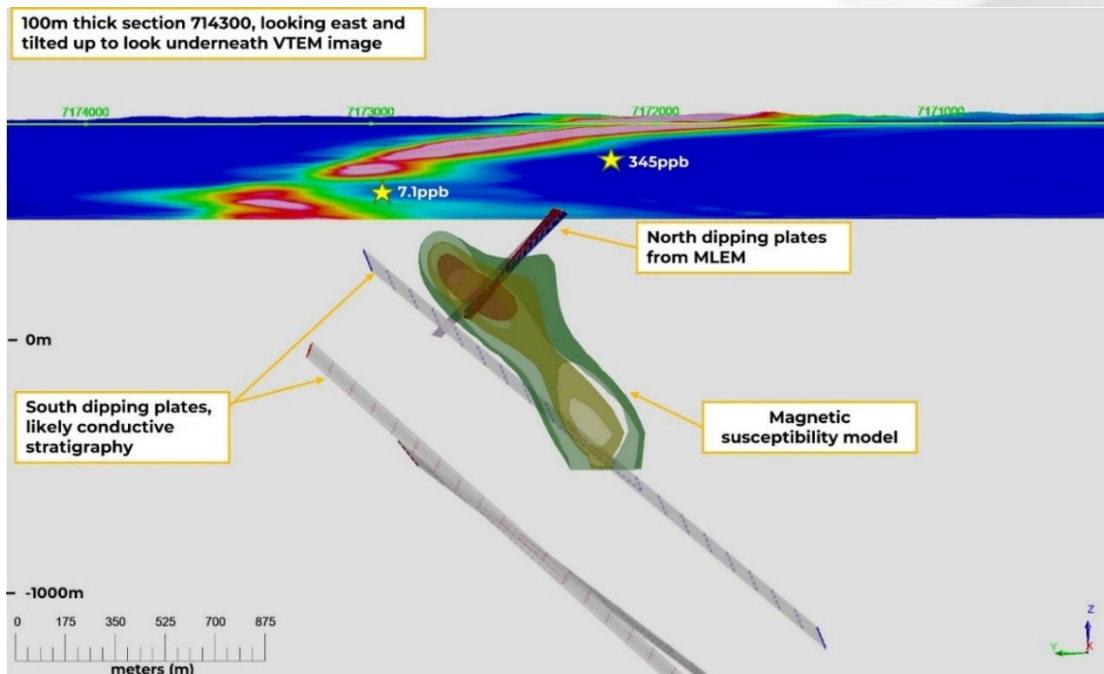 100m thick section 714300, looking east and
tilted up to look underneath VTEM image
7174000
7173000
7172000
7171000
345ppb
7.1ppb
North dipping plates
from MLEM
0m
South dipping plates,
likely conductive
stratigraphy
Magnetic
susceptibility model
-1000m
0 175 350 525 700 875
meters (m)
Z
Y X